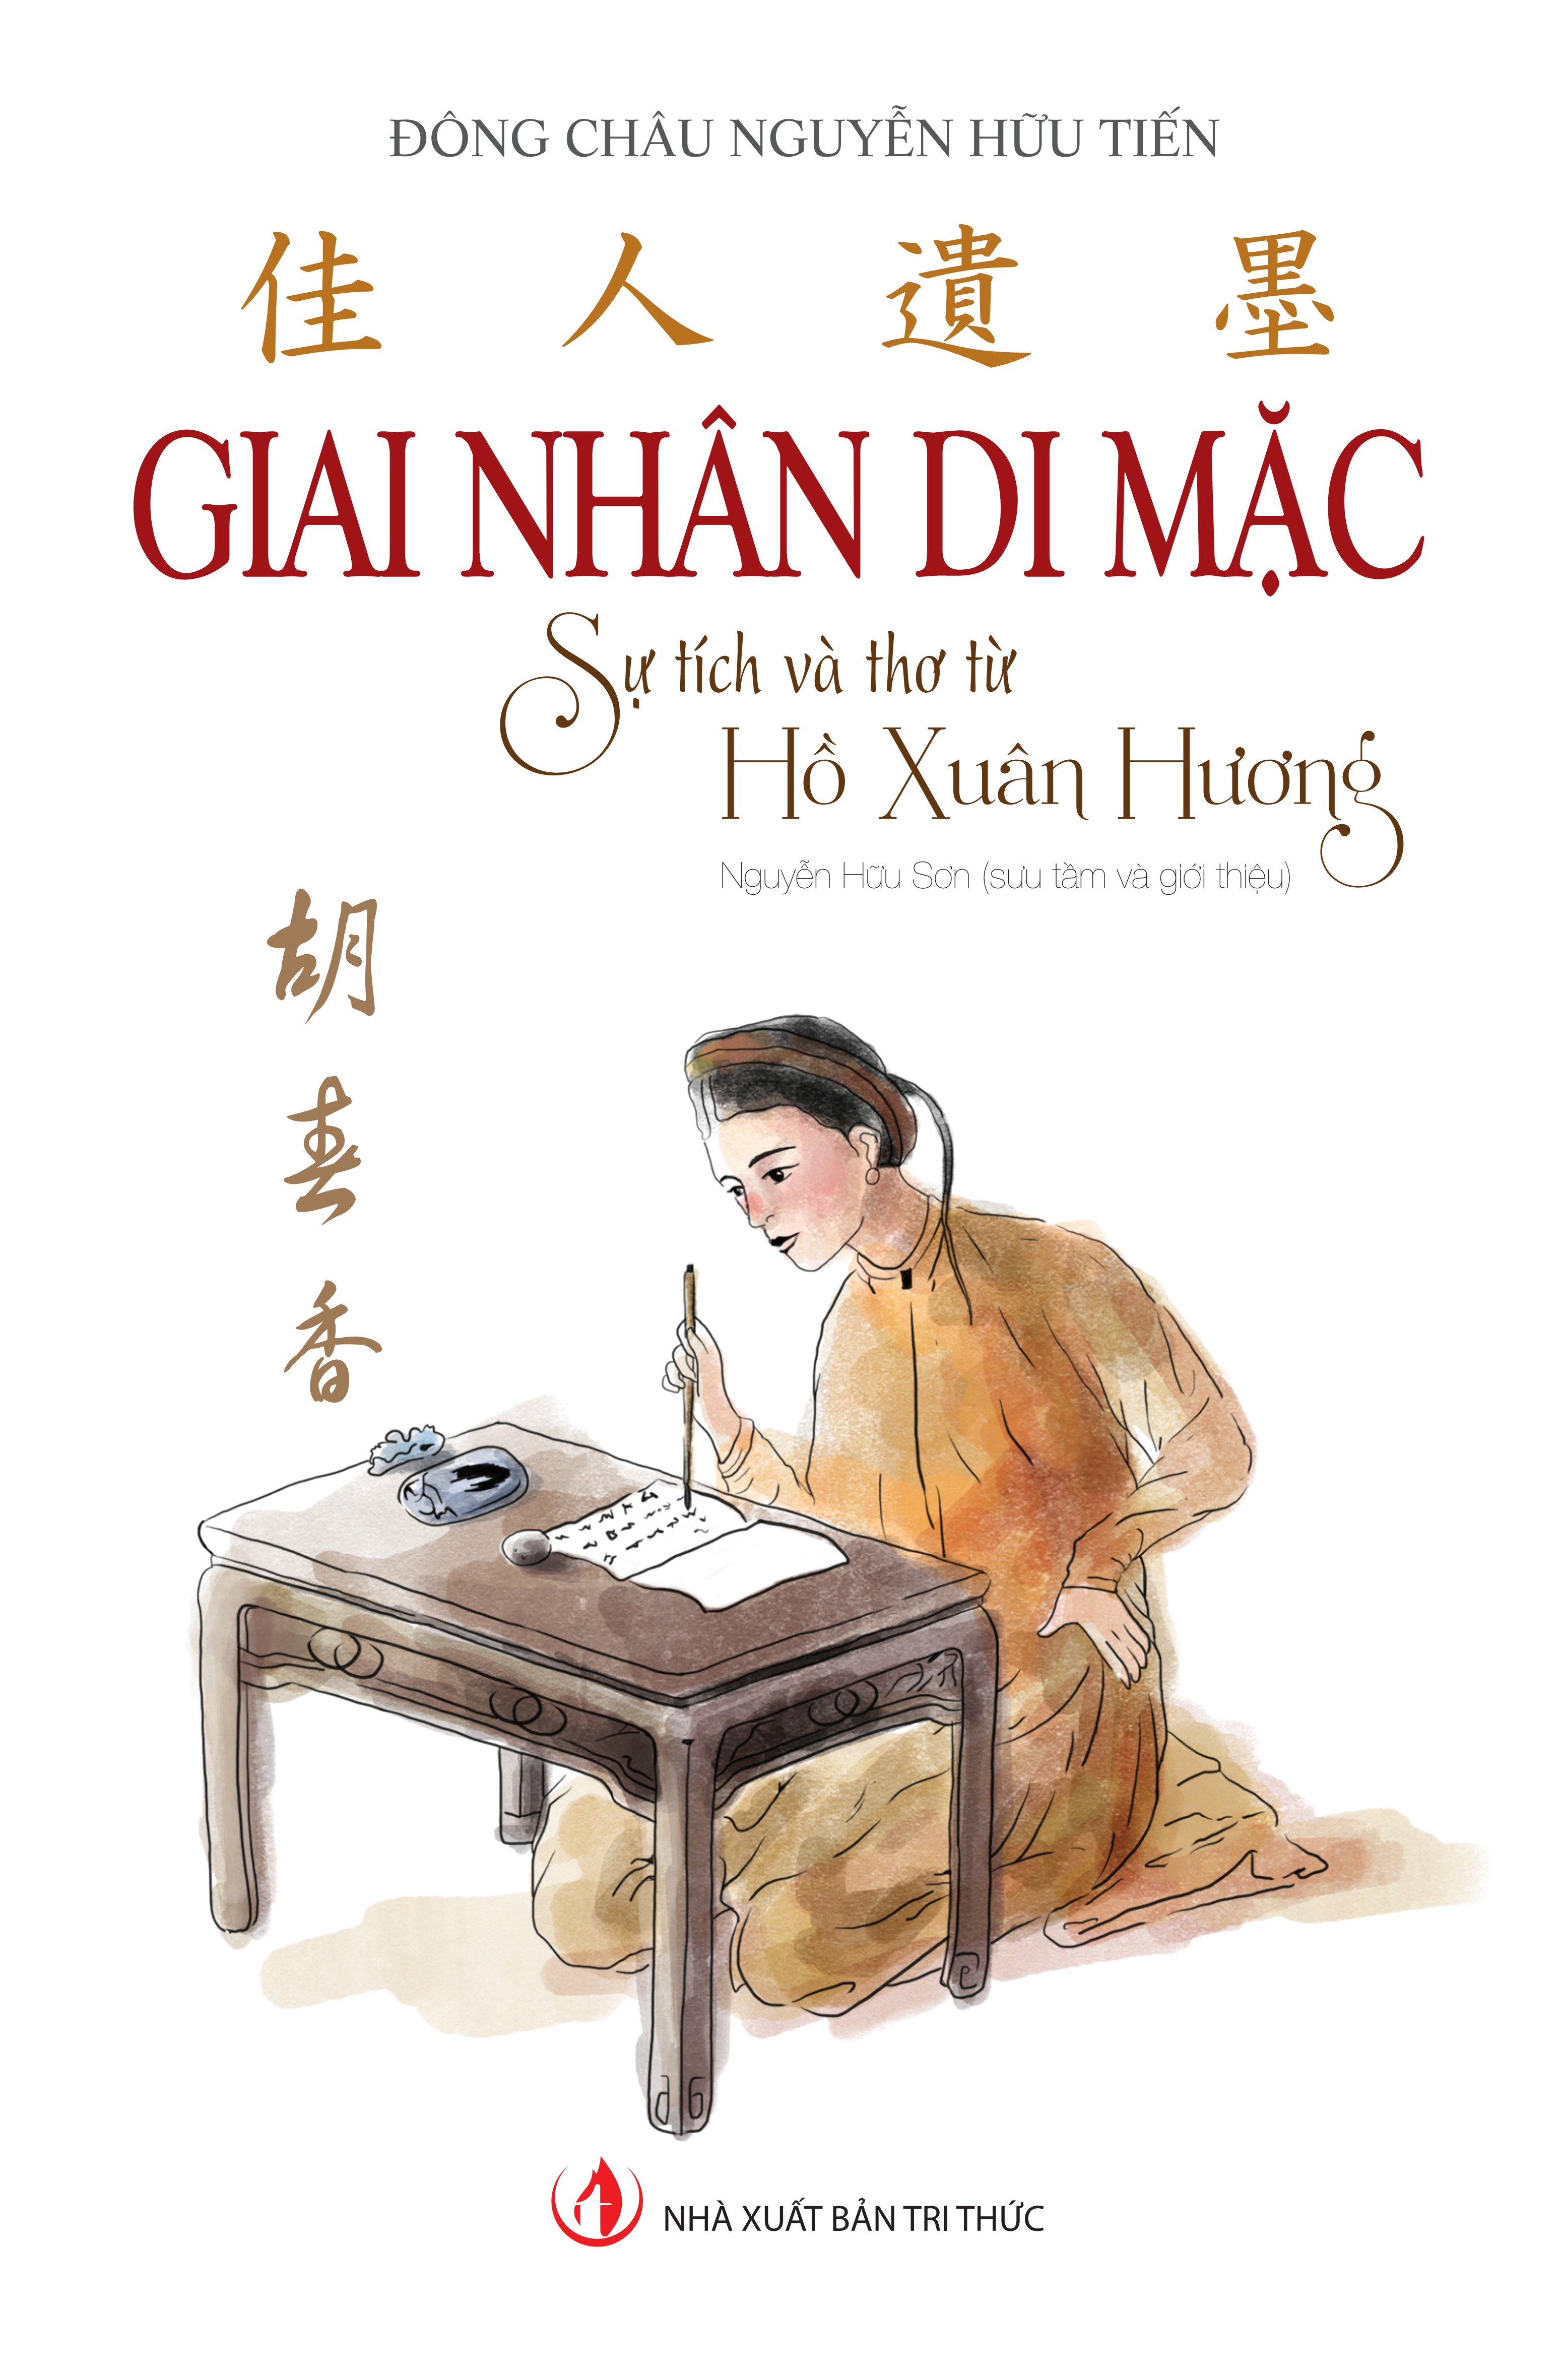 ĐÔNG CHÂU NGUYỄN HỮU TIẾN
佳人遺墨
GIAI NHÂN DI MẶC
Sự tích và thơ từ
Hồ Xuân Hương
Nguyễn Hữu Sơn (sưu tầm và giới thiệu)
胡
春
香
NHÀ XUẤT BẢN TRI THỨC